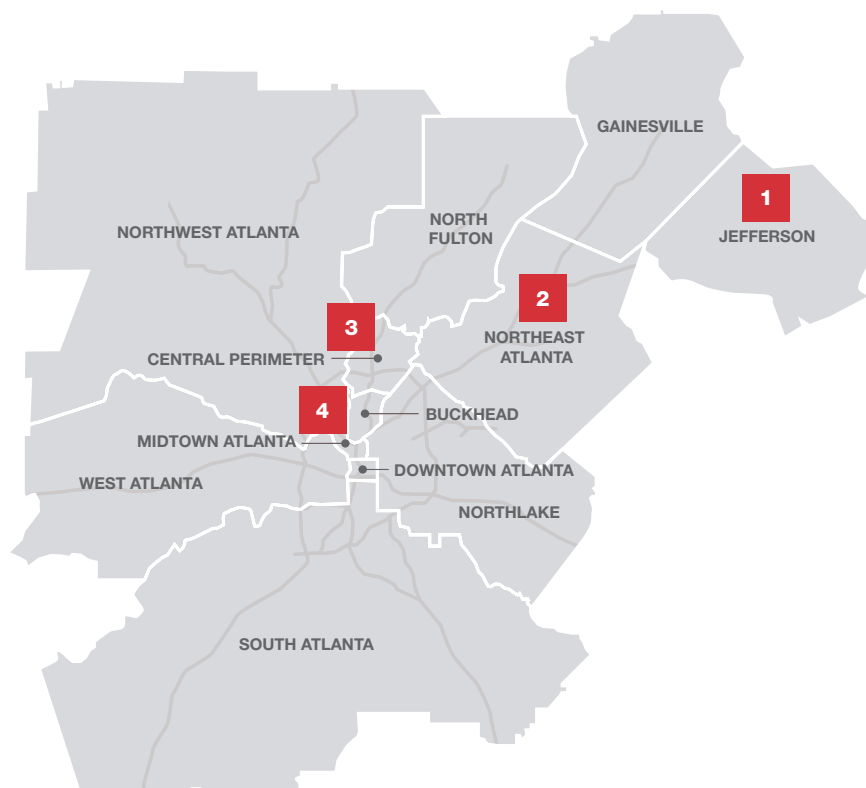 GAINESVILLE
1
JEFFERSON
NORTHWEST ATLANTA
NORTH
FULTON
2
NORTHEAST
ATLANTA
3
CENTRAL PERIMETER
4
BUCKHEAD
MIDTOWN ATLANTA
DOWNTOWN ATLANTA
WEST ATLANTA
NORTHLAKE
SOUTH ATLANTA